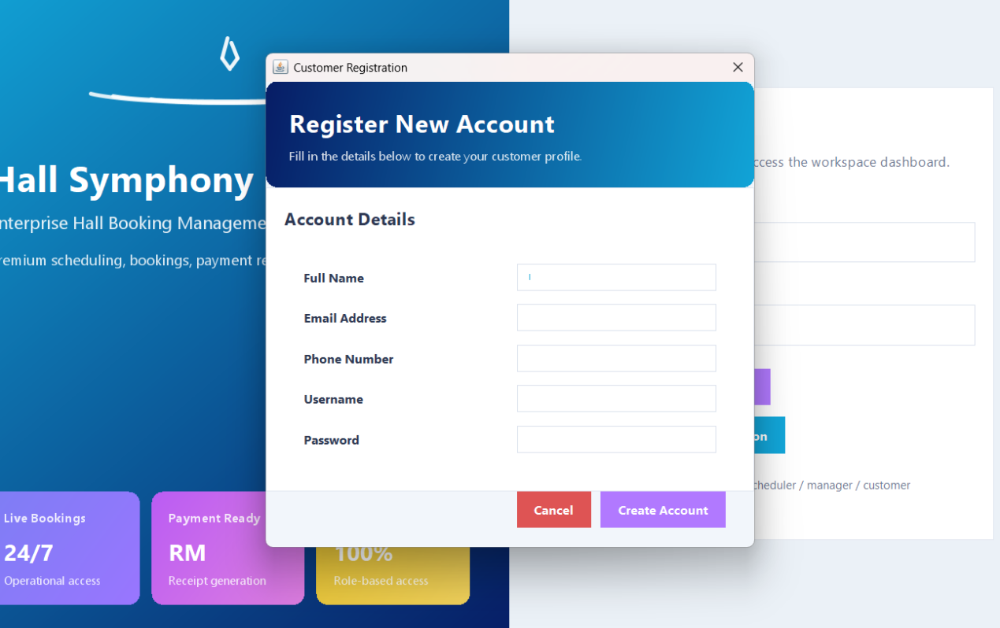 Customer Registration
Register New Account
Fill in the details below to create your customer profile.
Account Details
Full Name
Email Address
Phone Number
Username
Password
Cancel
Create Account
Hall Symphony
nterprise Hall Booking Manageme
remium scheduling, bookings, payment re
Live Bookings
24/7
Operational access
Payment Ready
RM
Receipt generation
100%
Role-based access
ccess the workspace dashboard.
on
cheduler / manager / customer